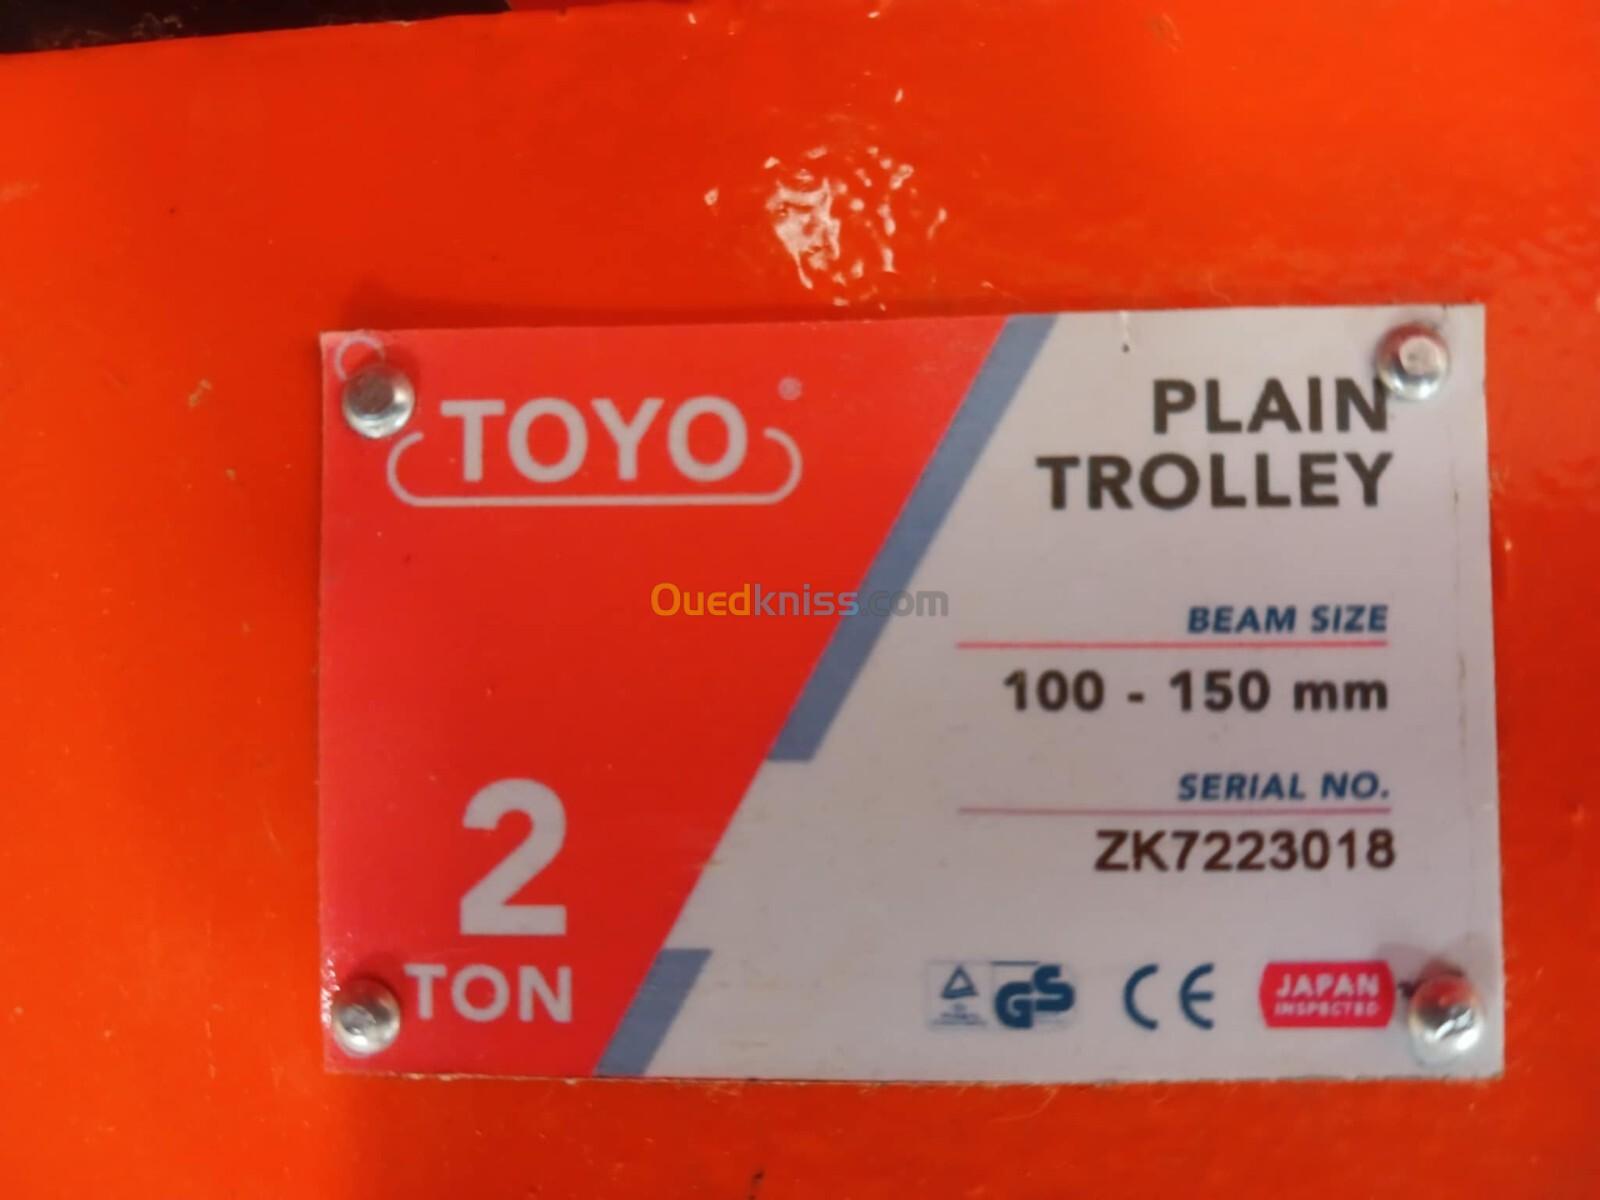 TOYO
®
PLAIN
TROLLEY
BEAM SIZE
100 - 150 mm
SERIAL NO.
ZK7223018
2
TON
GS
CE
JAPAN
INSPECTED
Ouedkniss.com